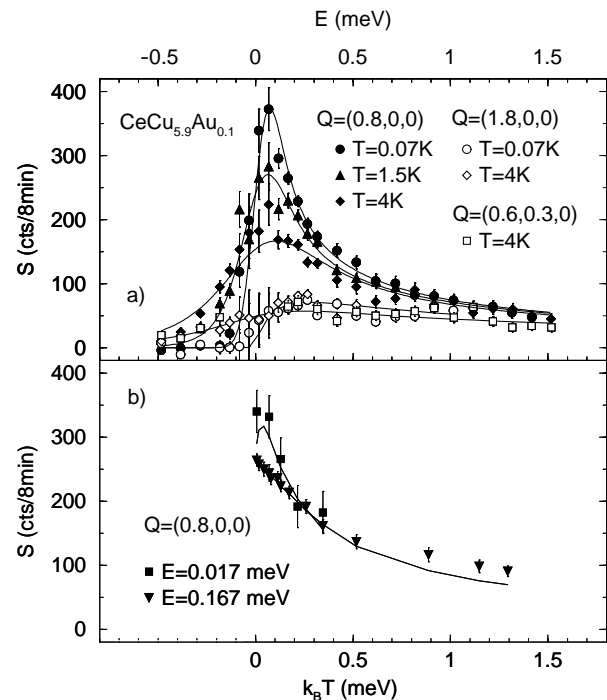 E (meV)
-0.5 0 0.5 1 1.5
400
300
200
100
0
S (cts/8min)
CeCu5.9Au0.1
Q=(0.8,0,0)
T=0.07K
T=1.5K
T=4K
Q=(1.8,0,0)
T=0.07K
T=4K
Q=(0.6,0.3,0)
T=4K
a)
b)
400
300
200
100
0
S (cts/8min)
Q=(0.8,0,0)
E=0.017 meV
E=0.167 meV
0 0.5 1 1.5
kBT (meV)